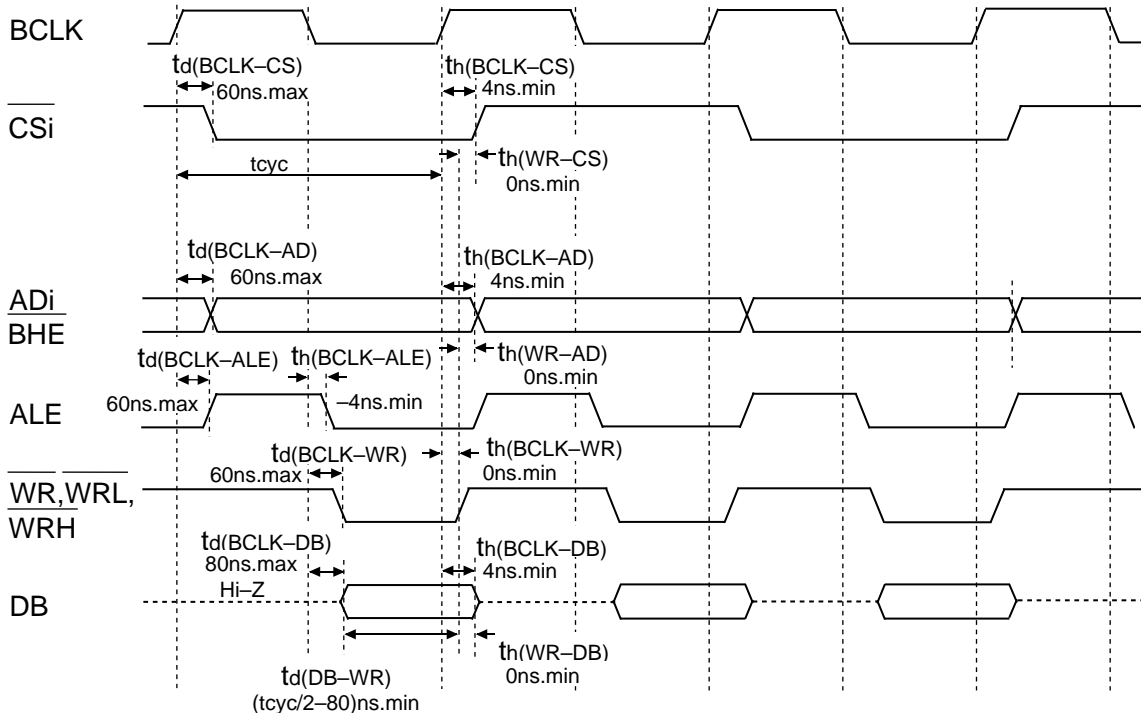 BCLK
td(BCLK–CS)
60ns.max
th(BCLK–CS)
4ns.min
CSi
tcyc
th(WR–CS)
0ns.min
td(BCLK–AD)
60ns.max
th(BCLK–AD)
4ns.min
ADi
BHE
td(BCLK–ALE)
60ns.max
th(BCLK–ALE)
–4ns.min
th(WR–AD)
0ns.min
ALE
td(BCLK–WR)
60ns.max
th(BCLK–WR)
0ns.min
WR,WRL,
WRH
td(BCLK–DB)
80ns.max
th(BCLK–DB)
4ns.min
Hi–Z
DB
td(DB–WR)
(tcyc/2–80)ns.min
th(WR–DB)
0ns.min